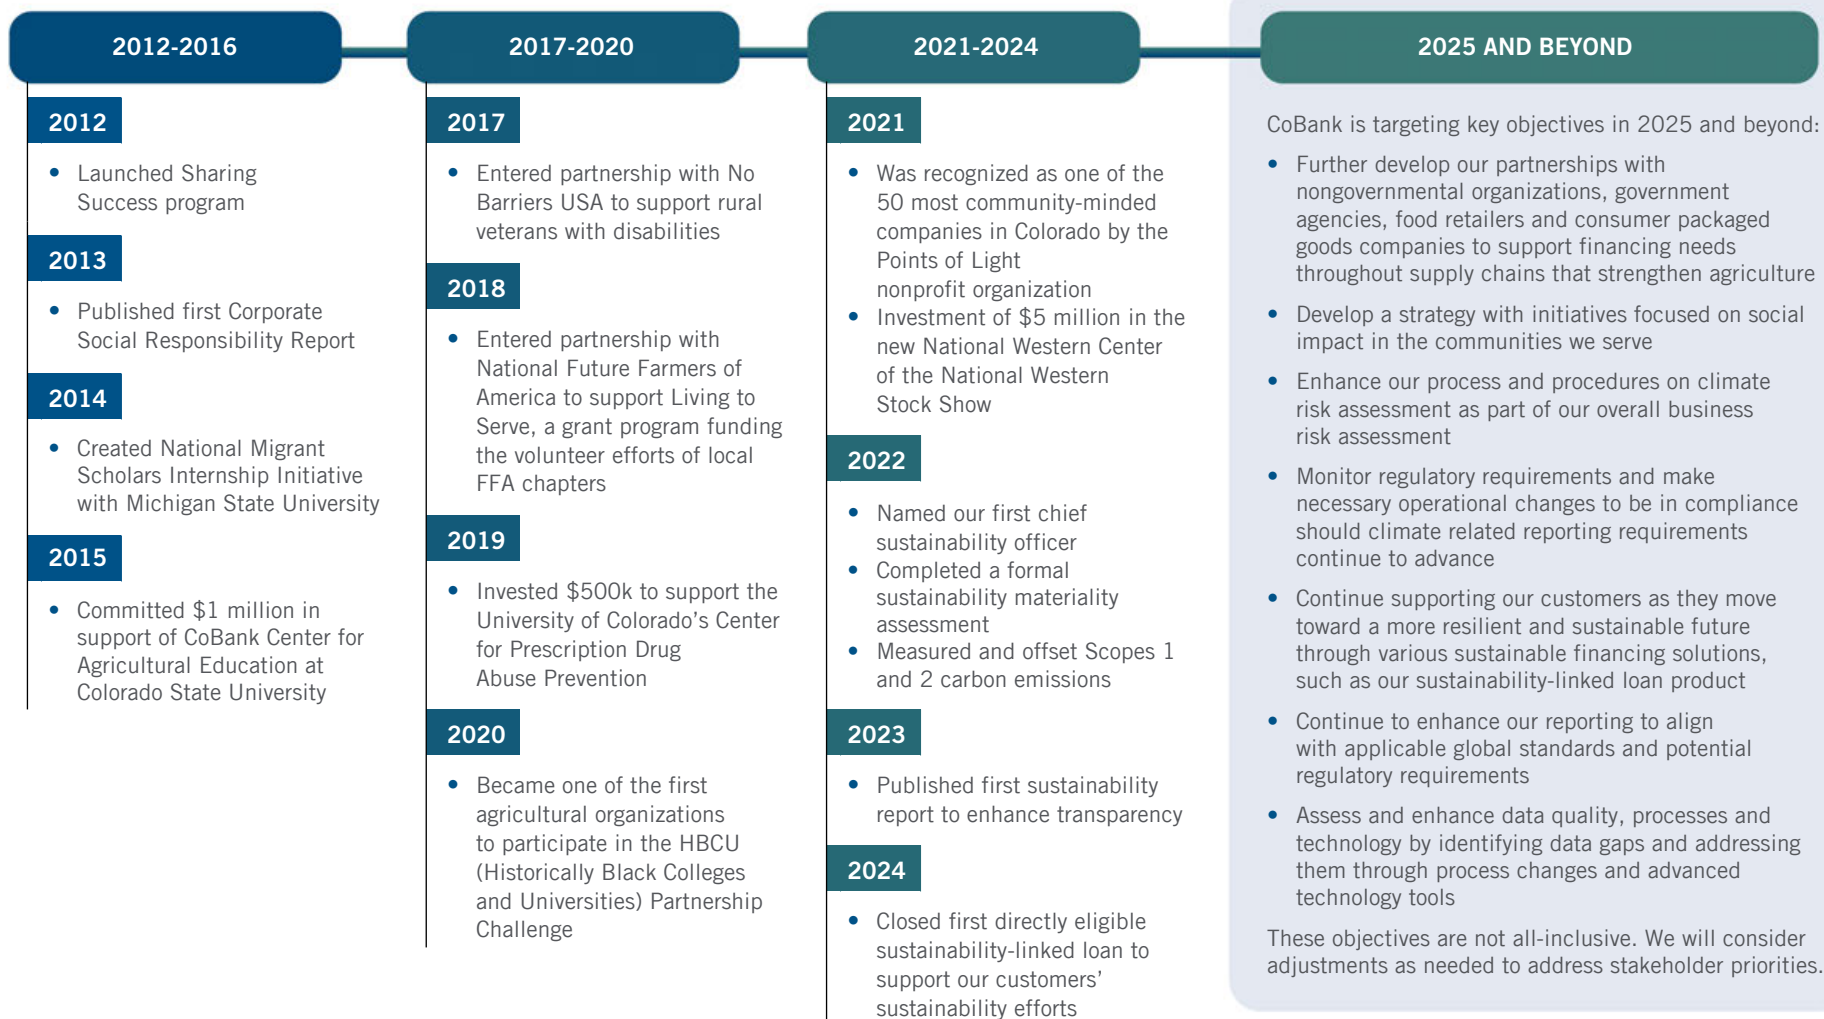 2012-2016
2012
• Launched Sharing
Success program
2013
• Published first Corporate
Social Responsibility Report
2014
• Created National Migrant
Scholars Internship Initiative
with Michigan State University
2015
• Committed $1 million in
support of CoBank Center for
Agricultural Education at
Colorado State University
2017-2020
2017
• Entered partnership with No
Barriers USA to support rural
veterans with disabilities
2018
• Entered partnership with
National Future Farmers of
America to support Living to
Serve, a grant program funding
the volunteer efforts of local
FFA chapters
2019
• Invested $500k to support the
University of Colorado's Center
for Prescription Drug
Abuse Prevention
2020
• Became one of the first
agricultural organizations
to participate in the HBCU
(Historically Black Colleges
and Universities) Partnership
Challenge
2021-2024
2021
• Was recognized as one of the
50 most community-minded
companies in Colorado by the
Points of Light
nonprofit organization
• Investment of $5 million in the
new National Western Center
of the National Western
Stock Show
2022
• Named our first chief
sustainability officer
• Completed a formal
sustainability materiality
assessment
• Measured and offset Scopes 1
and 2 carbon emissions
2023
• Published first sustainability
report to enhance transparency
2024
• Closed first directly eligible
sustainability-linked loan to
support our customers'
sustainability efforts
2025 AND BEYOND
CoBank is targeting key objectives in 2025 and beyond:
• Further develop our partnerships with
nongovernmental organizations, government
agencies, food retailers and consumer packaged
goods companies to support financing needs
throughout supply chains that strengthen agriculture
• Develop a strategy with initiatives focused on social
impact in the communities we serve
• Enhance our process and procedures on climate
risk assessment as part of our overall business
risk assessment
• Monitor regulatory requirements and make
necessary operational changes to be in compliance
should climate related reporting requirements
continue to advance
• Continue supporting our customers as they move
toward a more resilient and sustainable future
through various sustainable financing solutions,
such as our sustainability-linked loan product
• Continue to enhance our reporting to align
with applicable global standards and potential
regulatory requirements
• Assess and enhance data quality, processes and
technology by identifying data gaps and addressing
them through process changes and advanced
technology tools
These objectives are not all-inclusive. We will consider
adjustments as needed to address stakeholder priorities.